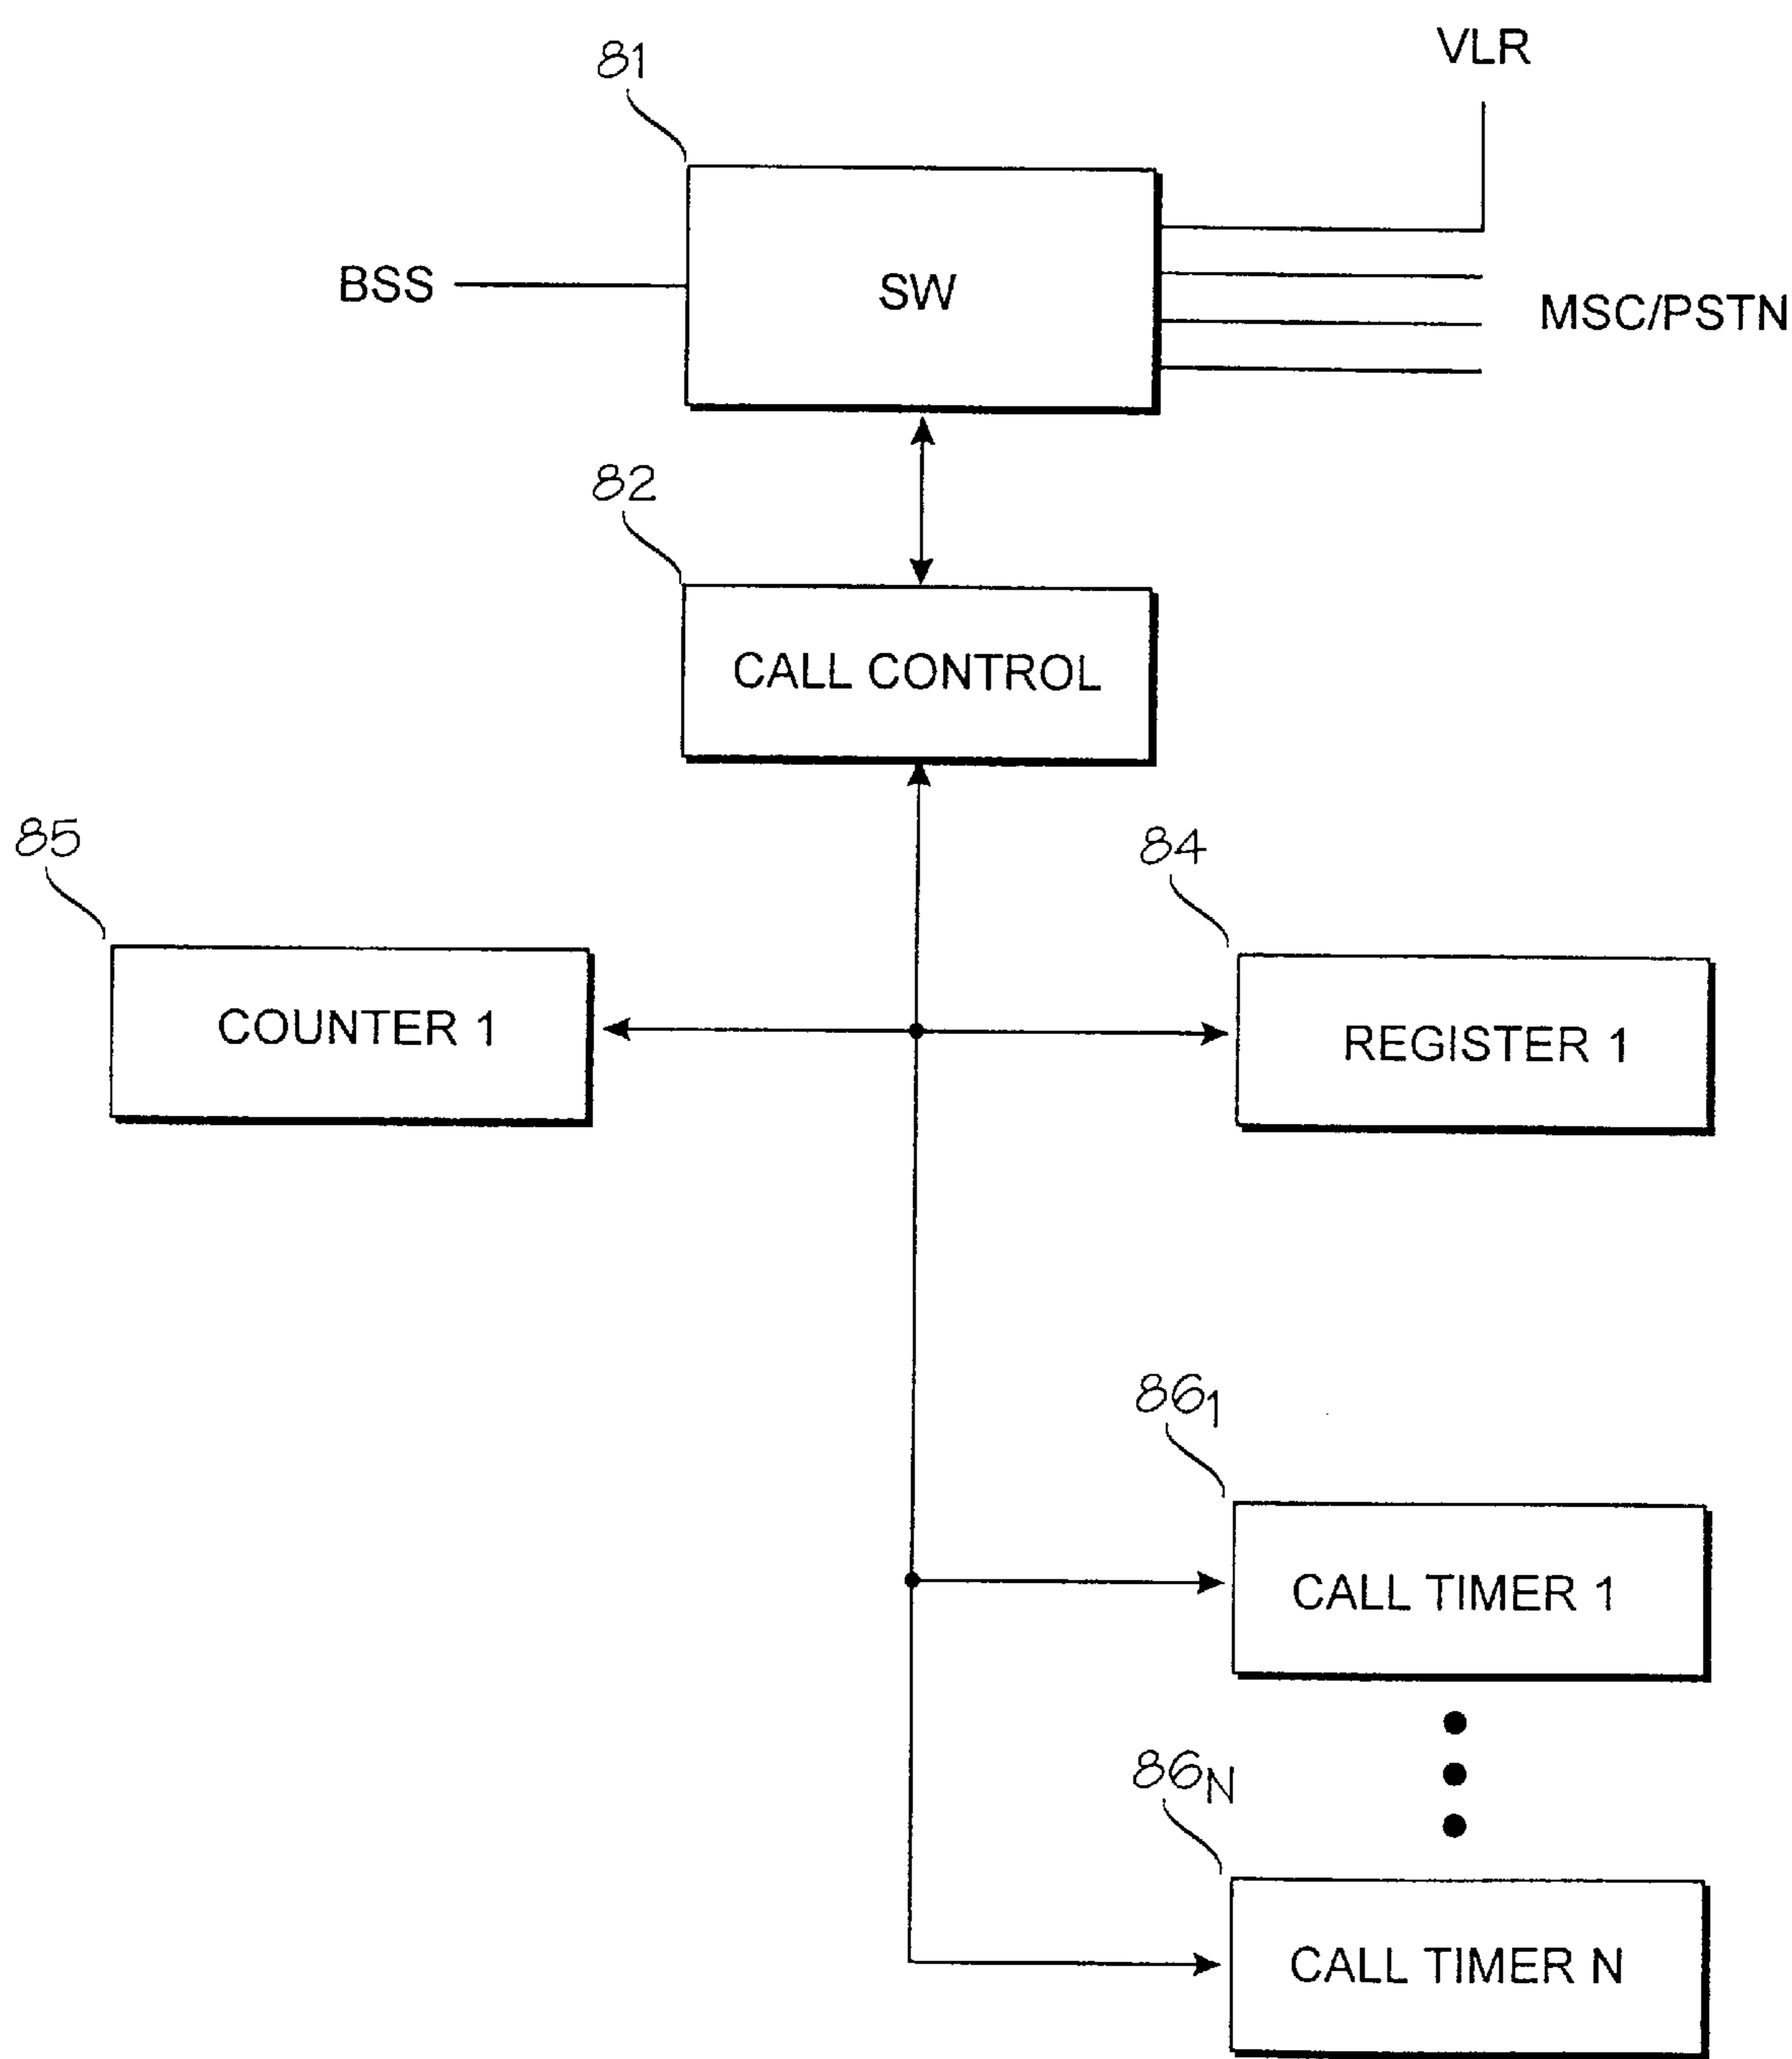 VLR
81
BSS
SW
MSC/PSTN
82
CALL CONTROL
85
84
COUNTER 1
REGISTER 1
86₁
CALL TIMER 1
86N
CALL TIMER N